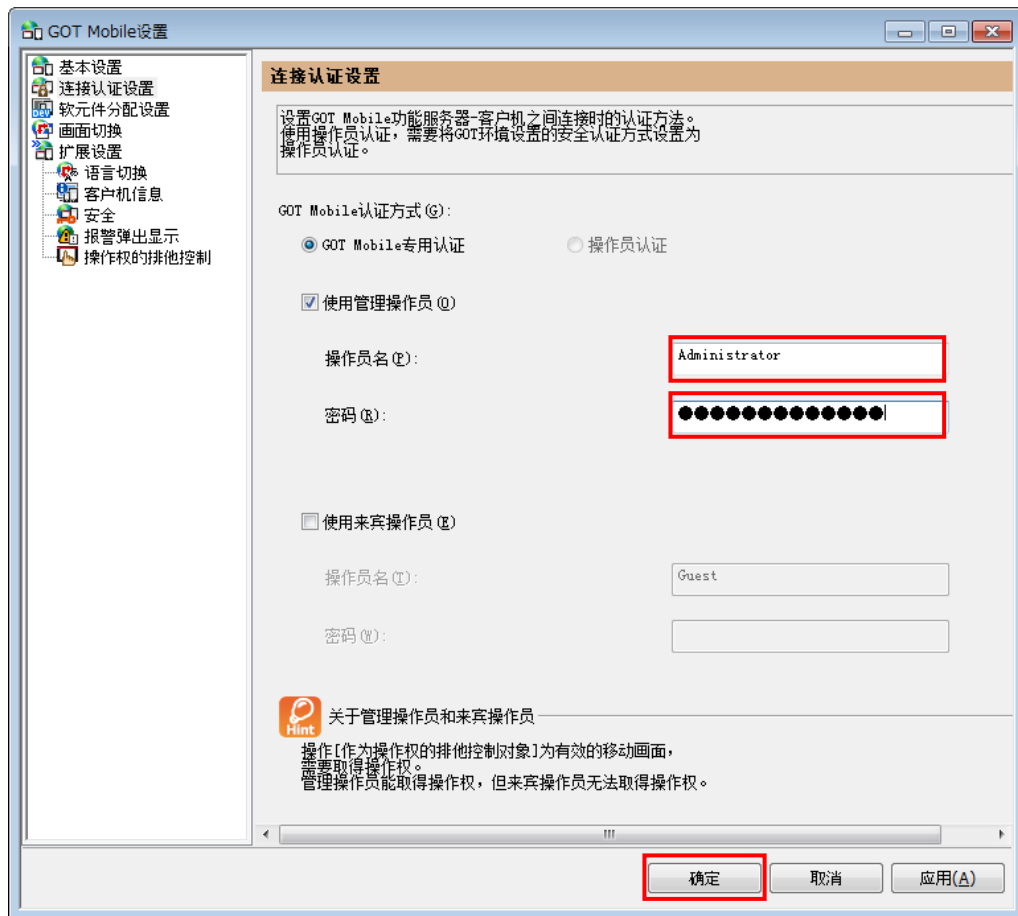 GOT Mobile设置
基本设置
连接认证设置
软元件分配设置
画面切换
扩展设置
语言切换
客户机信息
安全
报警弹出显示
操作权的排他控制
连接认证设置
设置GOT Mobile功能服务器-客户机之间连接时的认证方法。
使用操作员认证，需要将GOT环境设置的安全认证方式设置为
操作员认证。
GOT Mobile认证方式(G):
GOT Mobile专用认证
操作员认证
使用管理操作员(O)
操作员名(P):
Administrator
密码(R):
●●●●●●●●●●●●●
使用来宾操作员(E)
操作员名(T):
Guest
密码(W):
Hint
关于管理操作员和来宾操作员
操作[作为操作权的排他控制对象]为有效的移动画面，
需要取得操作权。
管理操作员能取得操作权，但来宾操作员无法取得操作权。
确定
取消
应用(A)